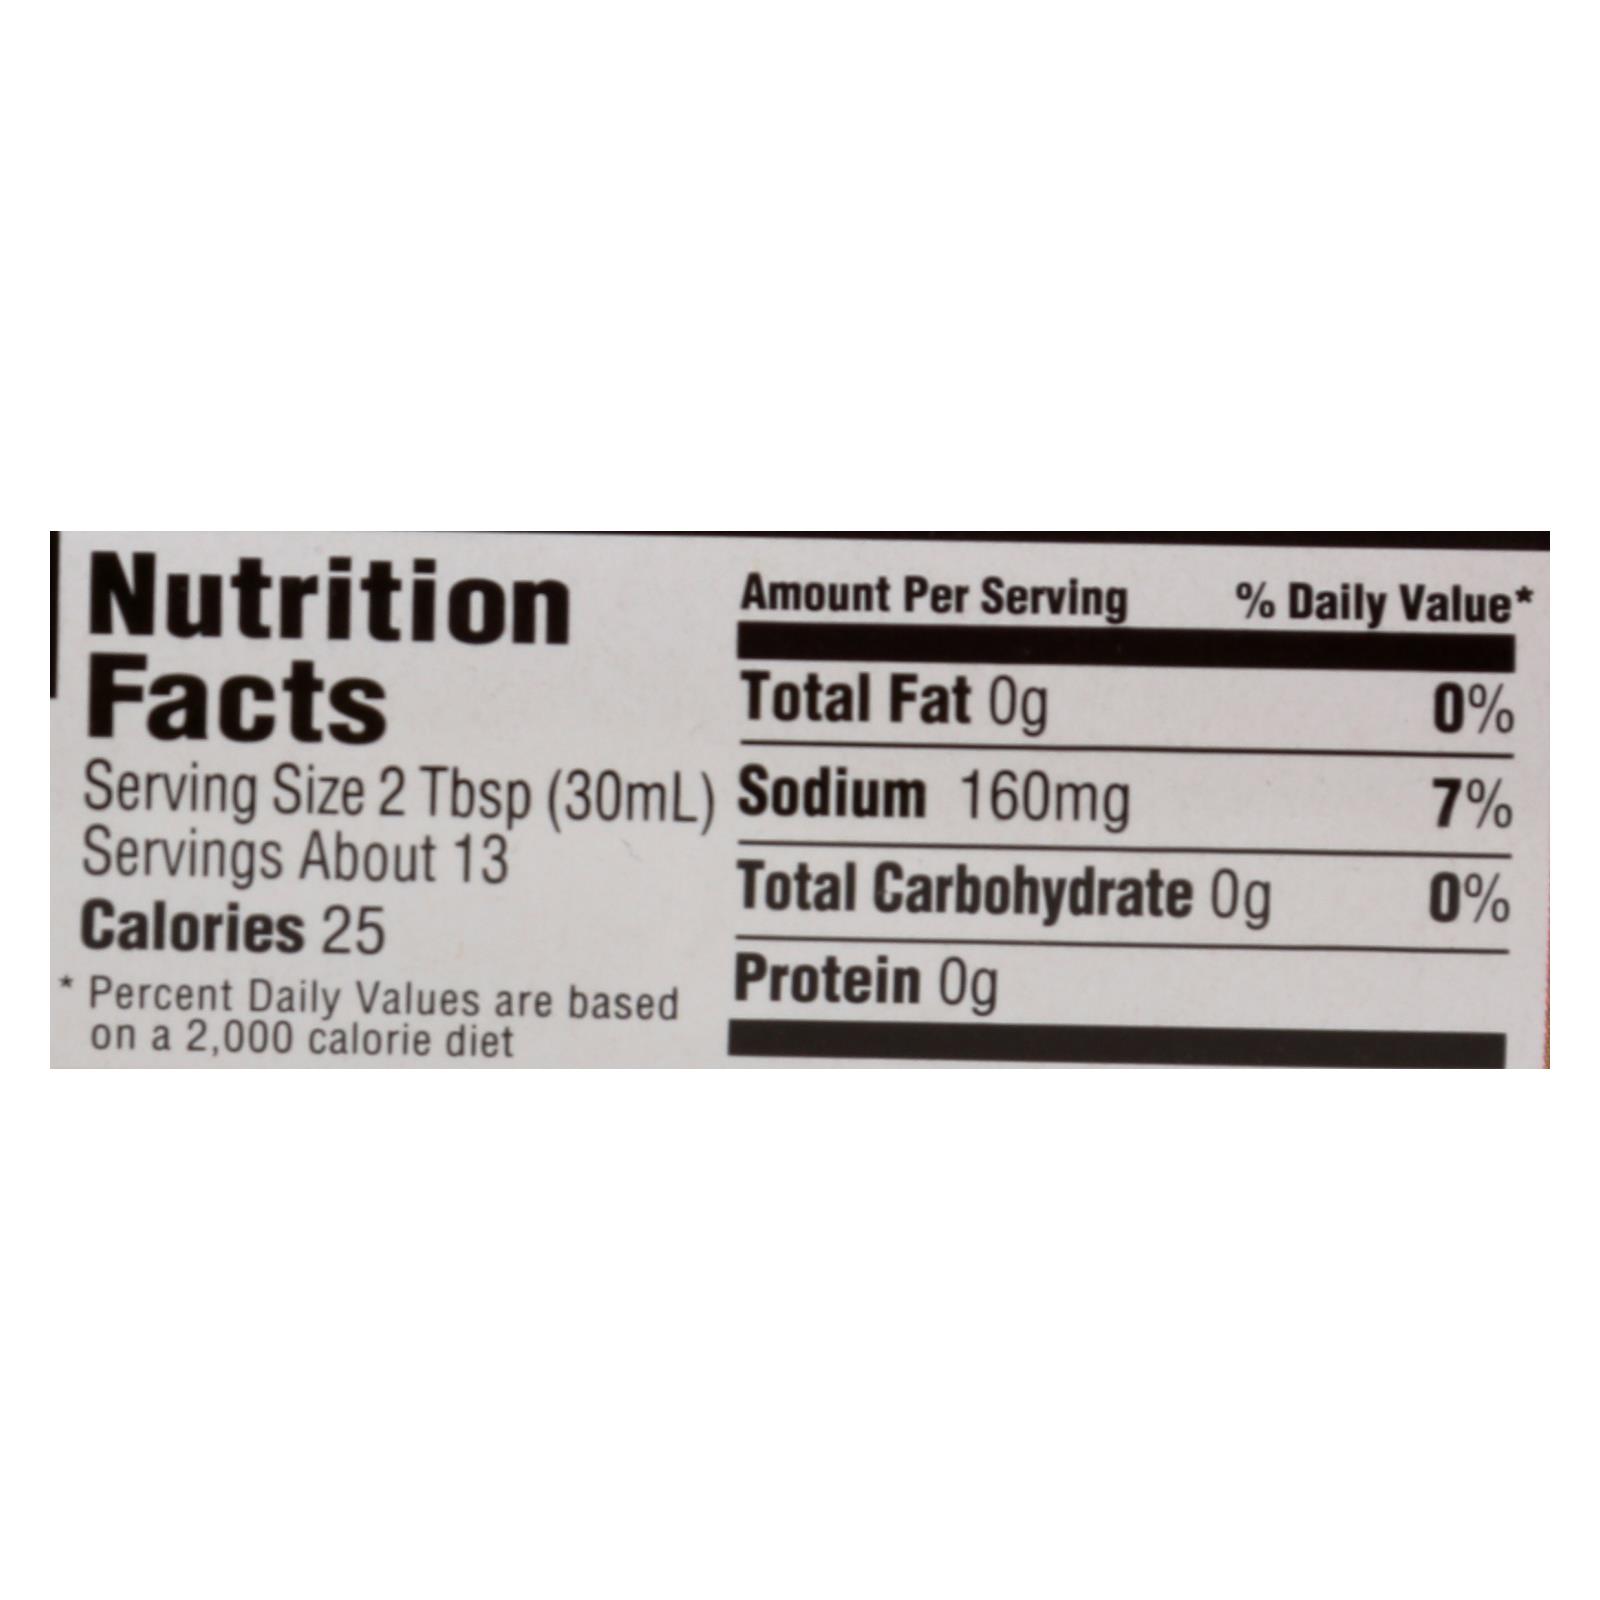 Nutrition
Facts
Serving Size 2 Tbsp (30mL)
Servings About 13
Calories 25
* Percent Daily Values are based
on a 2,000 calorie diet
Amount Per Serving % Daily Value*
Total Fat 0g 0%
Sodium 160mg 7%
Total Carbohydrate 0g 0%
Protein 0g